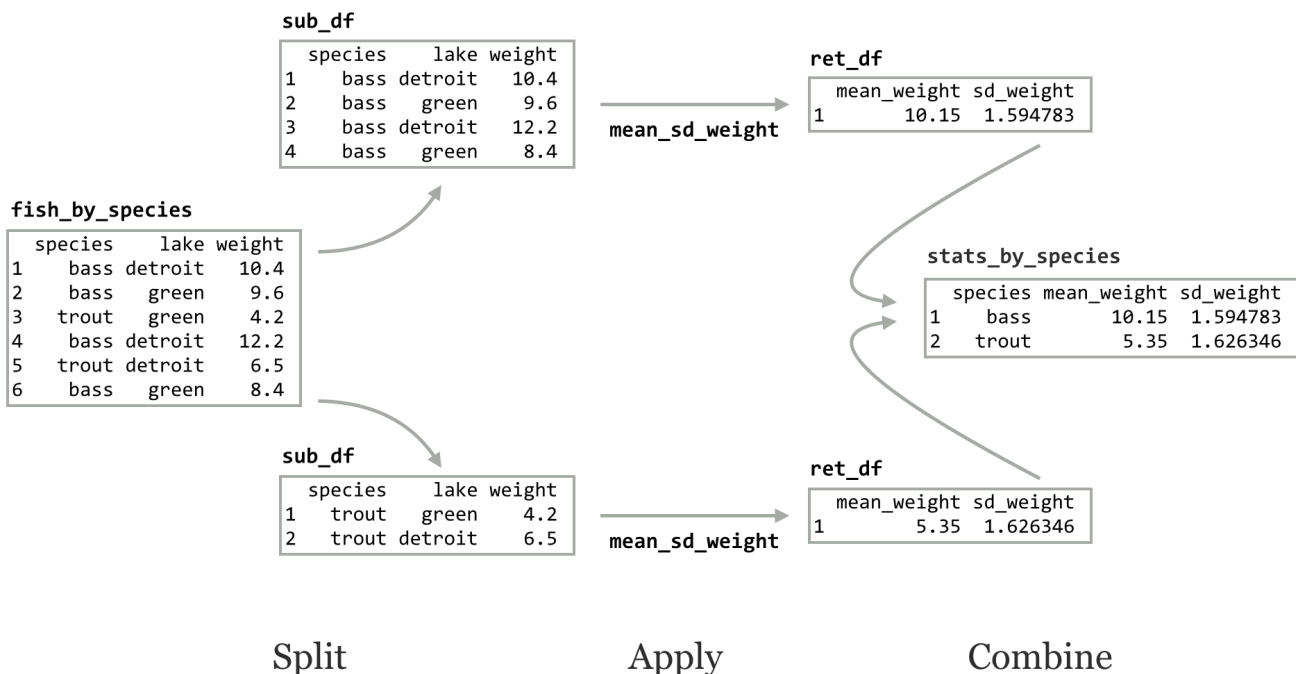 sub_df
species lake weight
1 bass detroit 10.4
2 bass green 9.6
3 bass detroit 12.2
4 bass green 8.4
mean_sd_weight
ret_df
mean_weight sd_weight
1 10.15 1.594783
fish_by_species
species lake weight
1 bass detroit 10.4
2 bass green 9.6
3 trout green 4.2
4 bass detroit 12.2
5 trout detroit 6.5
6 bass green 8.4
stats_by_species
species mean_weight sd_weight
1 bass 10.15 1.594783
2 trout 5.35 1.626346
sub_df
species lake weight
1 trout green 4.2
2 trout detroit 6.5
mean_sd_weight
ret_df
mean_weight sd_weight
1 5.35 1.626346
Split
Apply
Combine